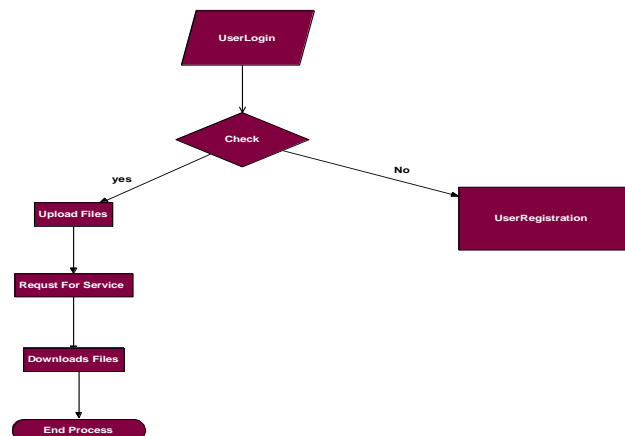 UserLogin
Check
yes
No
Upload Files
UserRegistration
Requst For Service
Downloads Files
End Process